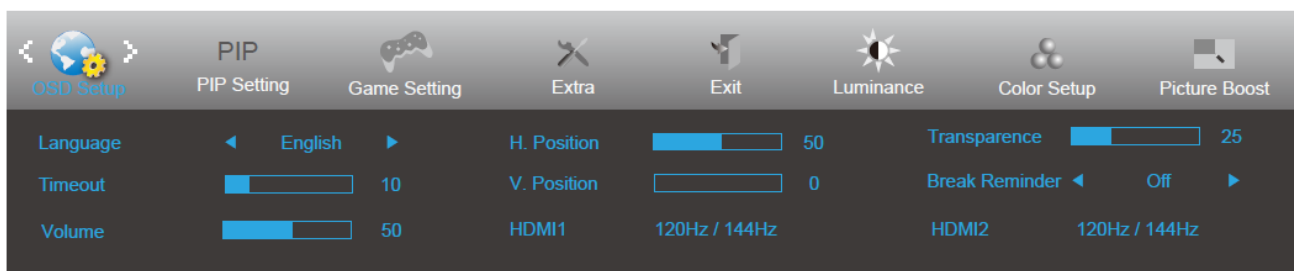 PIP
OSD Setup PIP Setting Game Setting Extra Exit Luminance Color Setup Picture Boost
Language English H. Position 50 Transparence 25
Timeout 10 V. Position 0 Break Reminder Off
Volume 50 HDMI1 120Hz / 144Hz HDMI2 120Hz / 144Hz